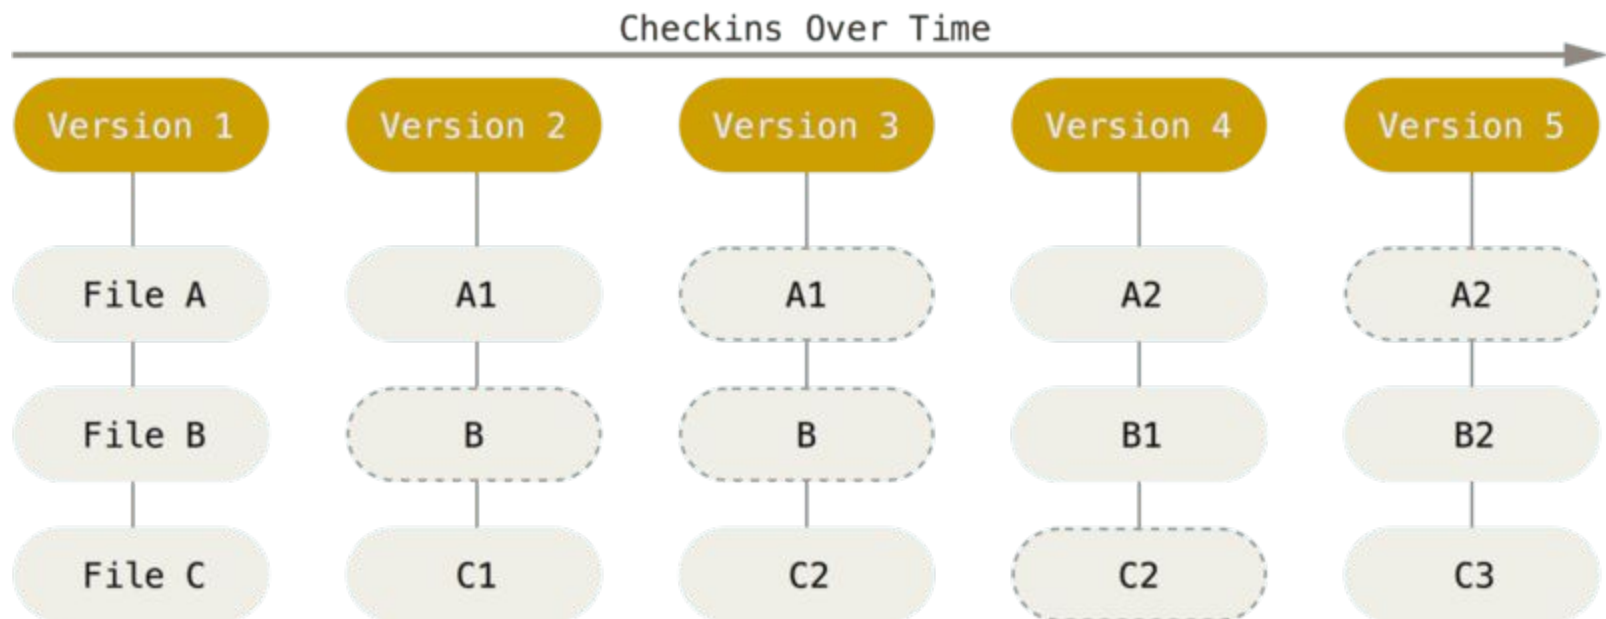 Checkins Over Time
Version 1 Version 2 Version 3 Version 4 Version 5
File A A1 A1 A2 A2
File B B B B1 B2
File C C1 C2 C2 C3